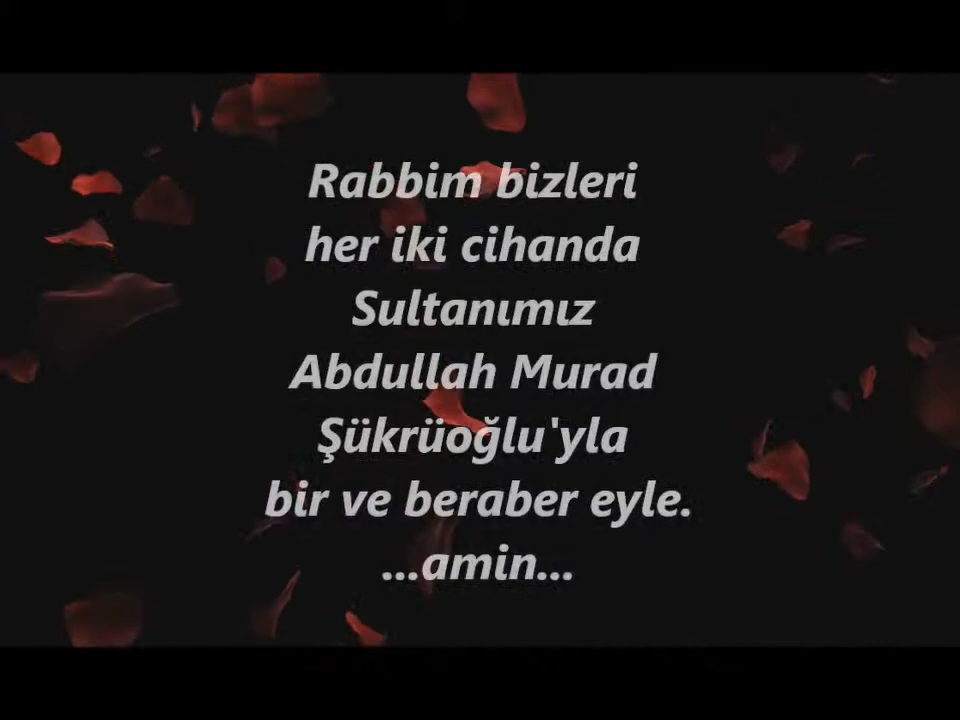 Rabbim bizleri
her iki cihanda
Sultanımız
Abdullah Murad
Şükrüoğlu'yla
bir ve beraber eyle.
...amin...